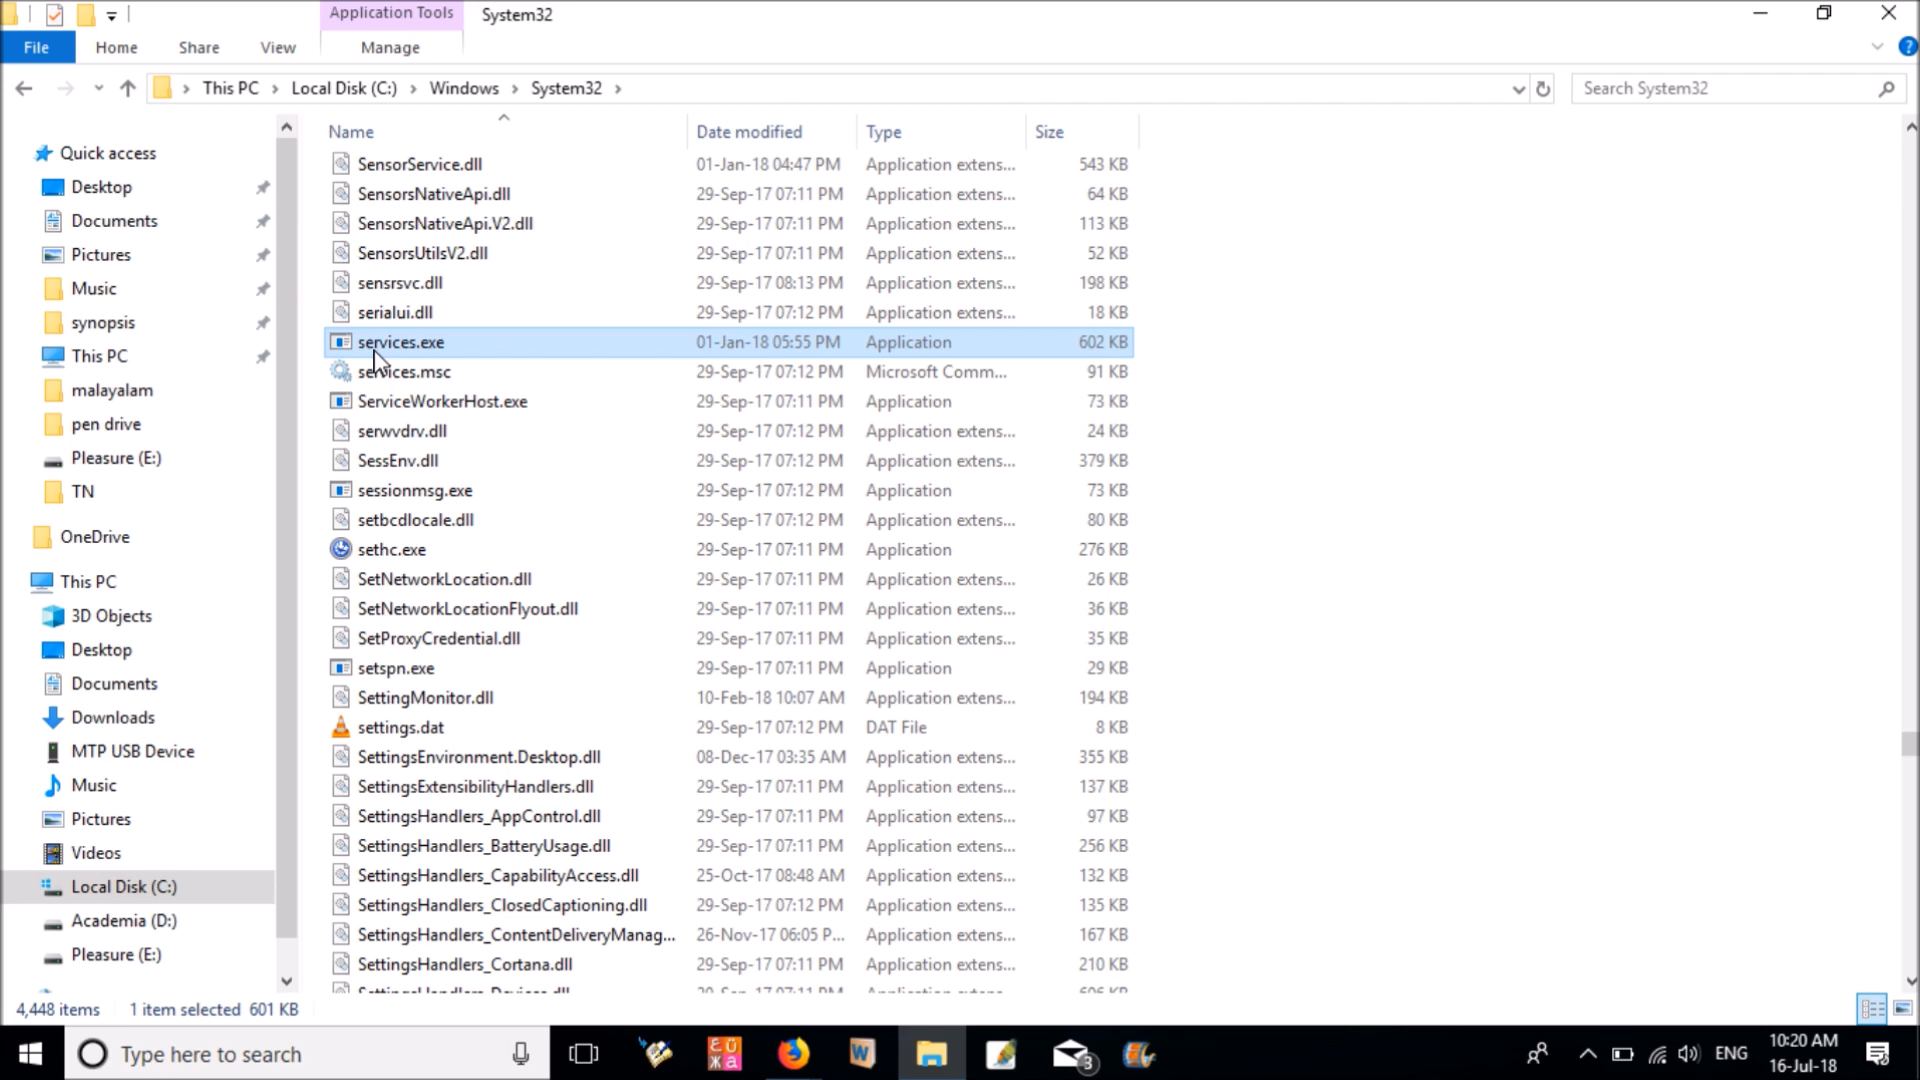 Application Tools System32
File Home Share View Manage
This PC Local Disk (C:) Windows System32 Search System32
Quick access
Desktop
Documents
Pictures
Music
synopsis
This PC
malayalam
pen drive
Pleasure (E:)
TN
OneDrive
This PC
3D Objects
Desktop
Documents
Downloads
MTP USB Device
Music
Pictures
Videos
Local Disk (C:)
Academia (D:)
Pleasure (E:)
Name Date modified Type Size
SensorService.dll 01-Jan-18 04:47 PM Application extens... 543 KB
SensorsNativeApi.dll 29-Sep-17 07:11 PM Application extens... 64 KB
SensorsNativeApi.V2.dll 29-Sep-17 07:11 PM Application extens... 113 KB
SensorsUtilsV2.dll 29-Sep-17 07:11 PM Application extens... 52 KB
sensrsvc.dll 29-Sep-17 08:13 PM Application extens... 198 KB
serialui.dll 29-Sep-17 07:12 PM Application extens... 18 KB
services.exe 01-Jan-18 05:55 PM Application 602 KB
services.msc 29-Sep-17 07:12 PM Microsoft Comm... 91 KB
ServiceWorkerHost.exe 29-Sep-17 07:11 PM Application 73 KB
serwvdrv.dll 29-Sep-17 07:12 PM Application extens... 24 KB
SessEnv.dll 29-Sep-17 07:12 PM Application extens... 379 KB
sessionmsg.exe 29-Sep-17 07:12 PM Application 73 KB
setbcdlocale.dll 29-Sep-17 07:12 PM Application extens... 80 KB
sethc.exe 29-Sep-17 07:11 PM Application 276 KB
SetNetworkLocation.dll 29-Sep-17 07:11 PM Application extens... 26 KB
SetNetworkLocationFlyout.dll 29-Sep-17 07:11 PM Application extens... 36 KB
SetProxyCredential.dll 29-Sep-17 07:11 PM Application extens... 35 KB
setspn.exe 29-Sep-17 07:11 PM Application 29 KB
SettingMonitor.dll 10-Feb-18 10:07 AM Application extens... 194 KB
settings.dat 29-Sep-17 07:12 PM DAT File 8 KB
SettingsEnvironment.Desktop.dll 08-Dec-17 03:35 AM Application extens... 355 KB
SettingsExtensibilityHandlers.dll 29-Sep-17 07:11 PM Application extens... 137 KB
SettingsHandlers_AppControl.dll 29-Sep-17 07:11 PM Application extens... 97 KB
SettingsHandlers_BatteryUsage.dll 29-Sep-17 07:11 PM Application extens... 256 KB
SettingsHandlers_CapabilityAccess.dll 25-Oct-17 08:48 AM Application extens... 132 KB
SettingsHandlers_ClosedCaptioning.dll 29-Sep-17 07:12 PM Application extens... 135 KB
SettingsHandlers_ContentDeliveryManag... 26-Nov-17 06:05 P... Application extens... 167 KB
SettingsHandlers_Cortana.dll 29-Sep-17 07:11 PM Application extens... 210 KB
4,448 items 1 item selected 601 KB
Type here to search 3 ENG 10:20 AM
16-Jul-18